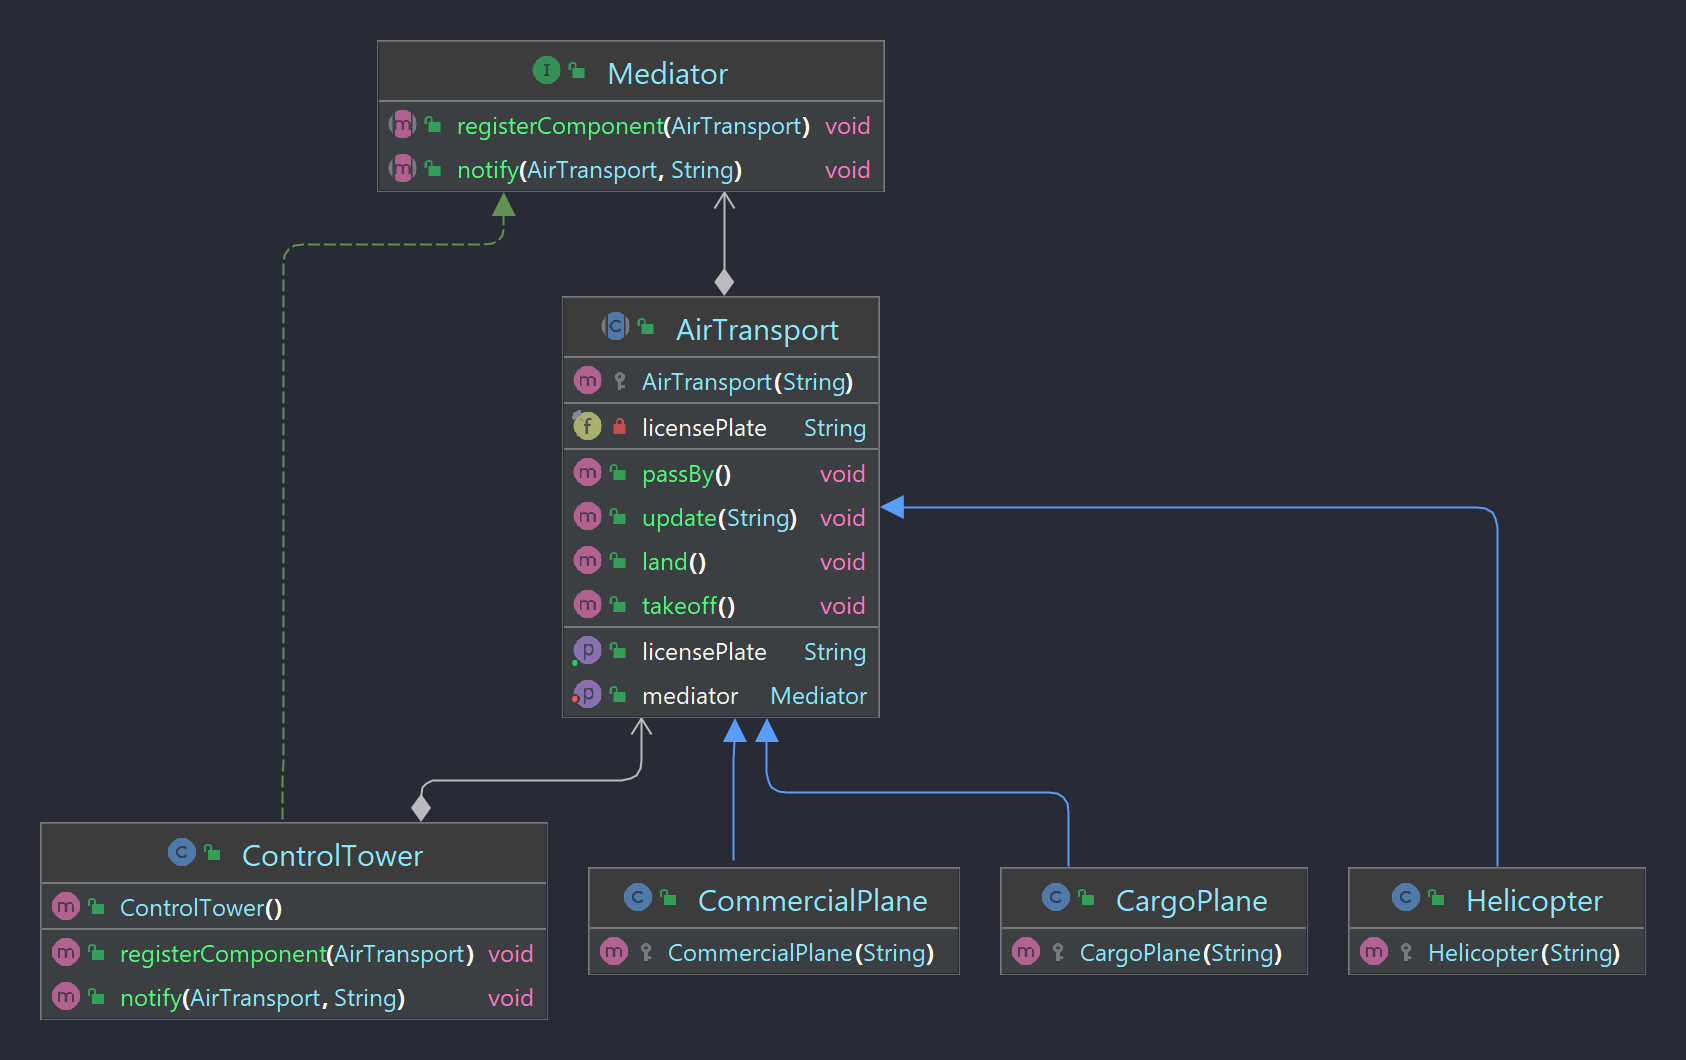 I Mediator
m registerComponent(AirTransport) void
m notify(AirTransport, String) void
C AirTransport
m AirTransport(String)
f licensePlate String
m passBy() void
m update(String) void
m land() void
m takeoff() void
p licensePlate String
p mediator Mediator
C ControlTower
m ControlTower()
m registerComponent(AirTransport) void
m notify(AirTransport, String) void
C CommercialPlane
m CommercialPlane(String)
C CargoPlane
m CargoPlane(String)
C Helicopter
m Helicopter(String)